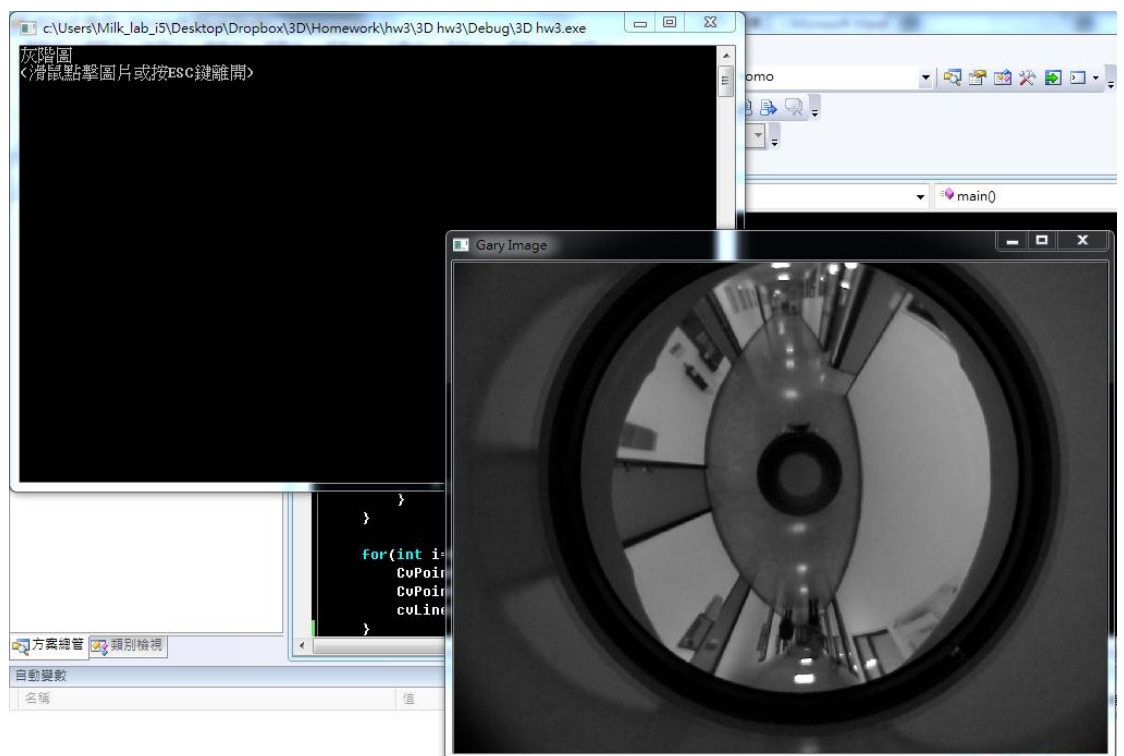 c:\Users\Milk_lab_i5\Desktop\Dropbox\3D\Homework\hw3\3D hw3\Debug\3D hw3.exe
灰階圖
<滑鼠點擊圖片或按ESC鍵離開>
omo
main()
Gary Image
}
}
for(int i=
CvPoin
CvPoin
cvLine
}
方案總管 類別檢視
自動變數
名稱 值